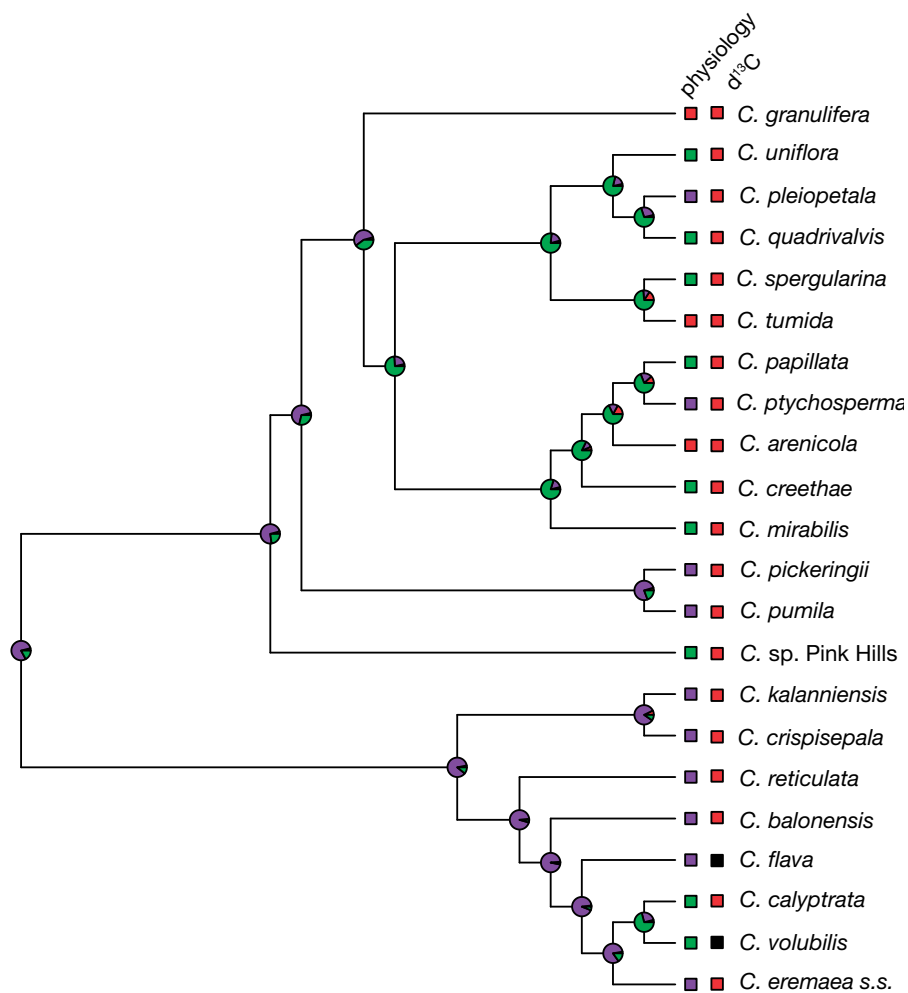 physiology
d¹³C
C. granulifera
C. uniflora
C. pleiopetala
C. quadrivalvis
C. spergularina
C. tumida
C. papillata
C. ptychosperma
C. arenicola
C. creethae
C. mirabilis
C. pickeringii
C. pumila
C. sp. Pink Hills
C. kalanniensis
C. crispisepala
C. reticulata
C. balonensis
C. flava
C. calyptrata
C. volubilis
C. eremaea s.s.